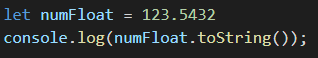 let numFloat = 123.5432
console.log(numFloat.toString());